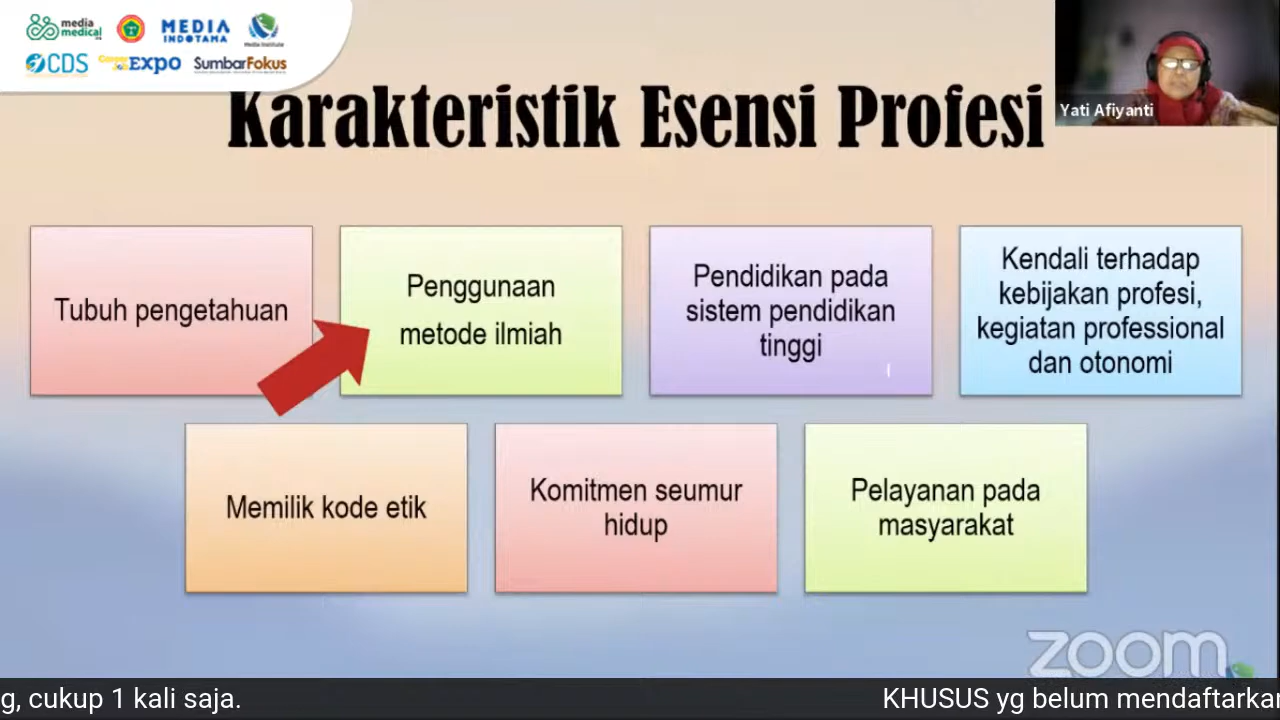 media
medical
MEDIA
INDOTAMA
Media Institute
CDS
Career
EXPO
SumbarFokus
Karakteristik Esensi Profesi
Yati Afiyanti
Tubuh pengetahuan
Penggunaan
metode ilmiah
Pendidikan pada
sistem pendidikan
tinggi
Kendali terhadap
kebijakan profesi,
kegiatan professional
dan otonomi
Memilik kode etik
Komitmen seumur
hidup
Pelayanan pada
masyarakat
zoom
g, cukup 1 kali saja.
KHUSUS yg belum mendaftarkan